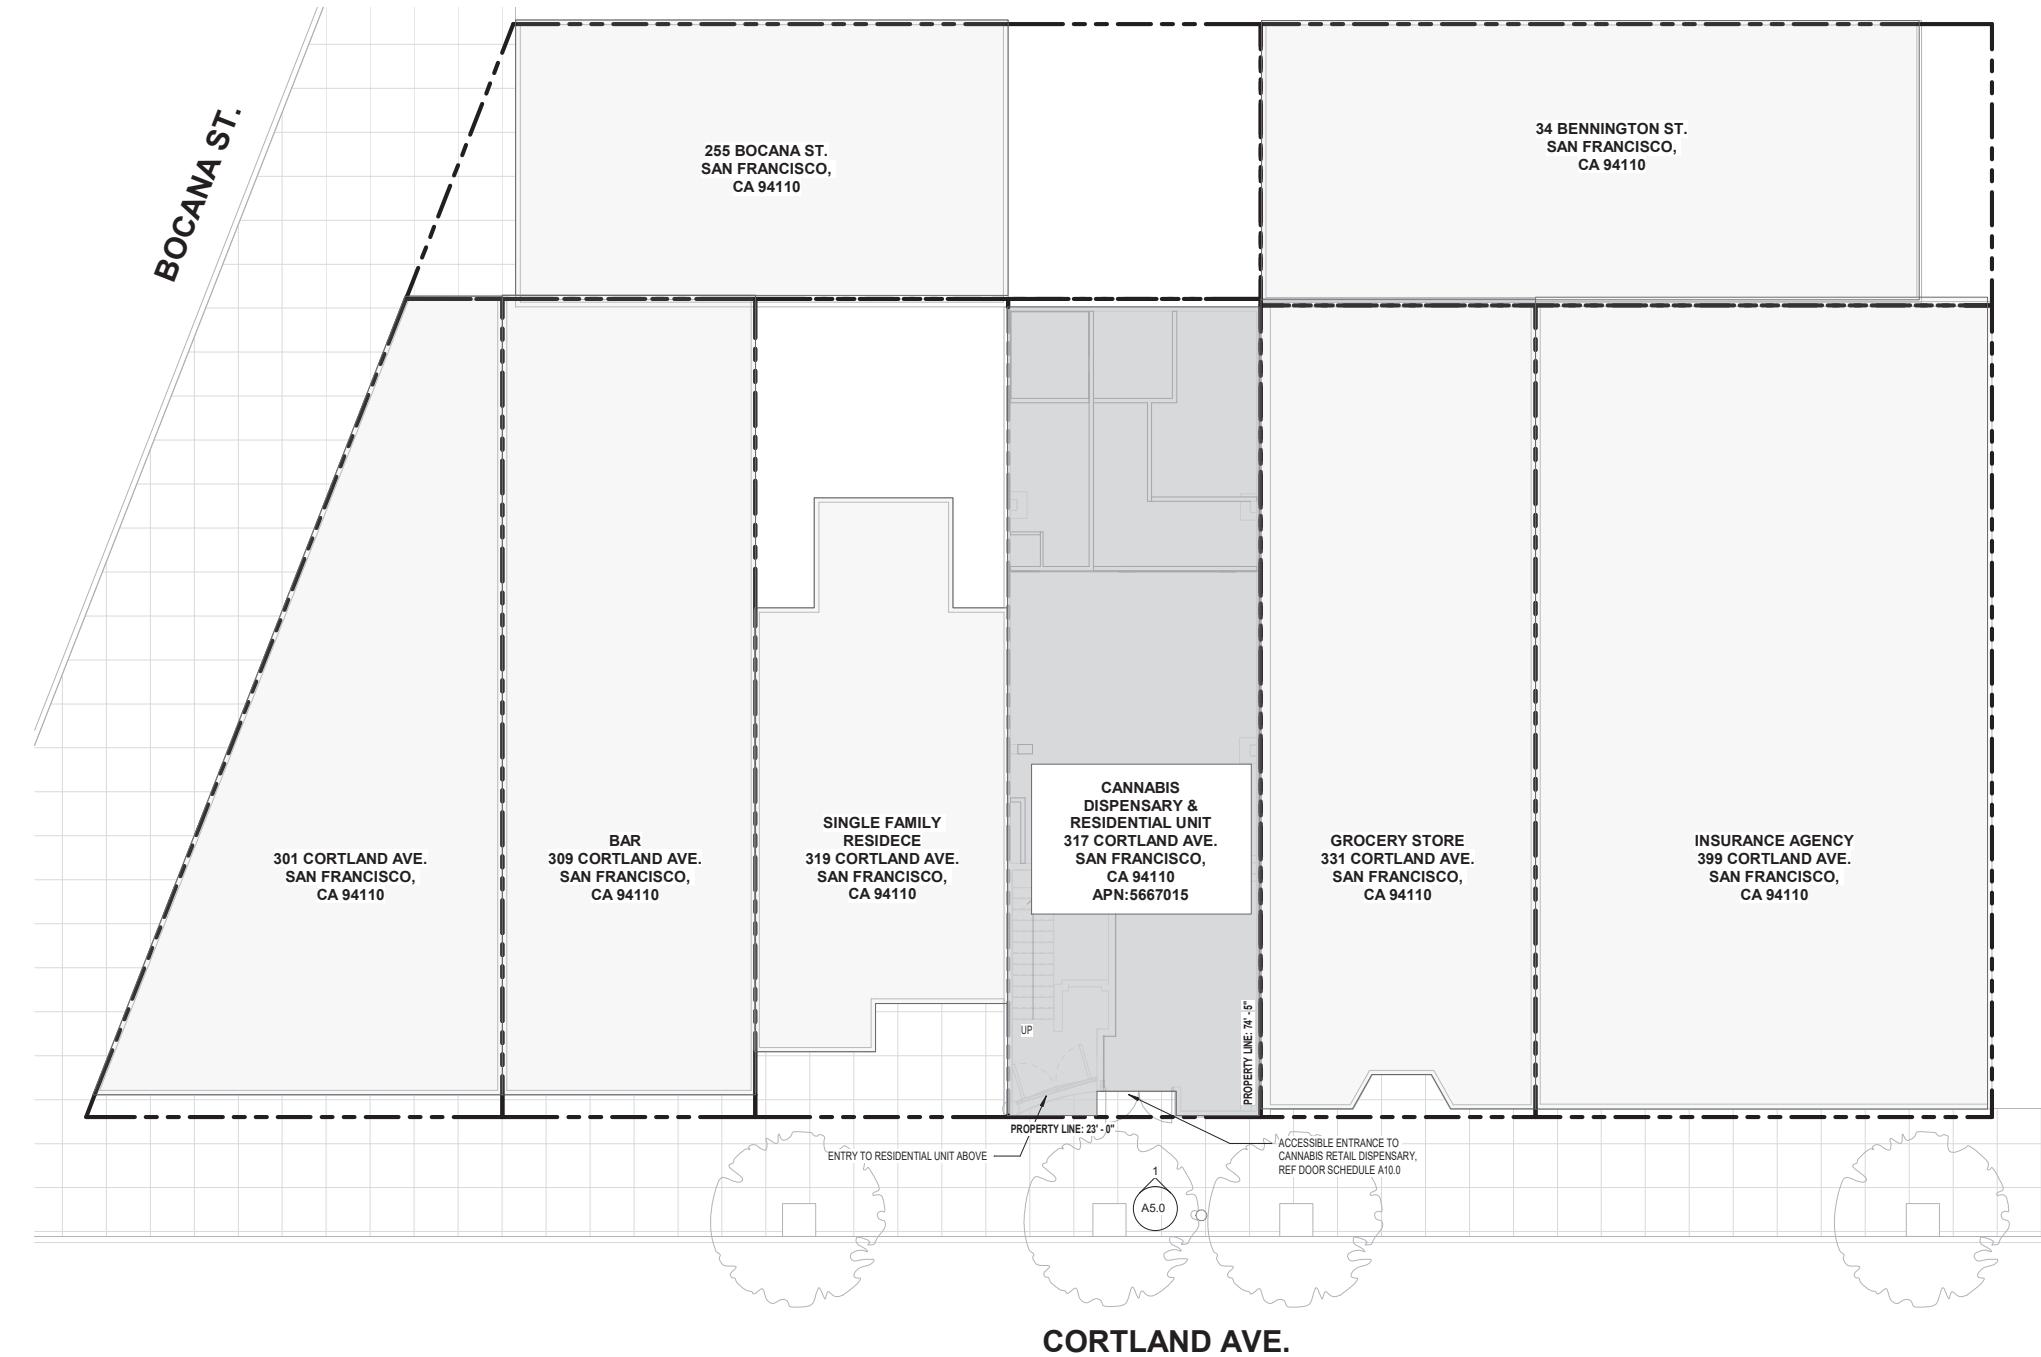 BOCANA ST.
255 BOCANA ST.
SAN FRANCISCO,
CA 94110
34 BENNINGTON ST.
SAN FRANCISCO,
CA 94110
301 CORTLAND AVE.
SAN FRANCISCO,
CA 94110
BAR
309 CORTLAND AVE.
SAN FRANCISCO,
CA 94110
SINGLE FAMILY
RESIDECE
319 CORTLAND AVE.
SAN FRANCISCO,
CA 94110
CANNABIS
DISPENSARY &
RESIDENTIAL UNIT
317 CORTLAND AVE.
SAN FRANCISCO,
CA 94110
APN:5667015
GROCERY STORE
331 CORTLAND AVE.
SAN FRANCISCO,
CA 94110
INSURANCE AGENCY
399 CORTLAND AVE.
SAN FRANCISCO,
CA 94110
UP
PROPERTY LINE: 74' - 5"
PROPERTY LINE: 23' - 0"
ENTRY TO RESIDENTIAL UNIT ABOVE
ACCESSIBLE ENTRANCE TO
CANNABIS RETAIL DISPENSARY,
REF DOOR SCHEDULE A10.0
1
A5.0
CORTLAND AVE.